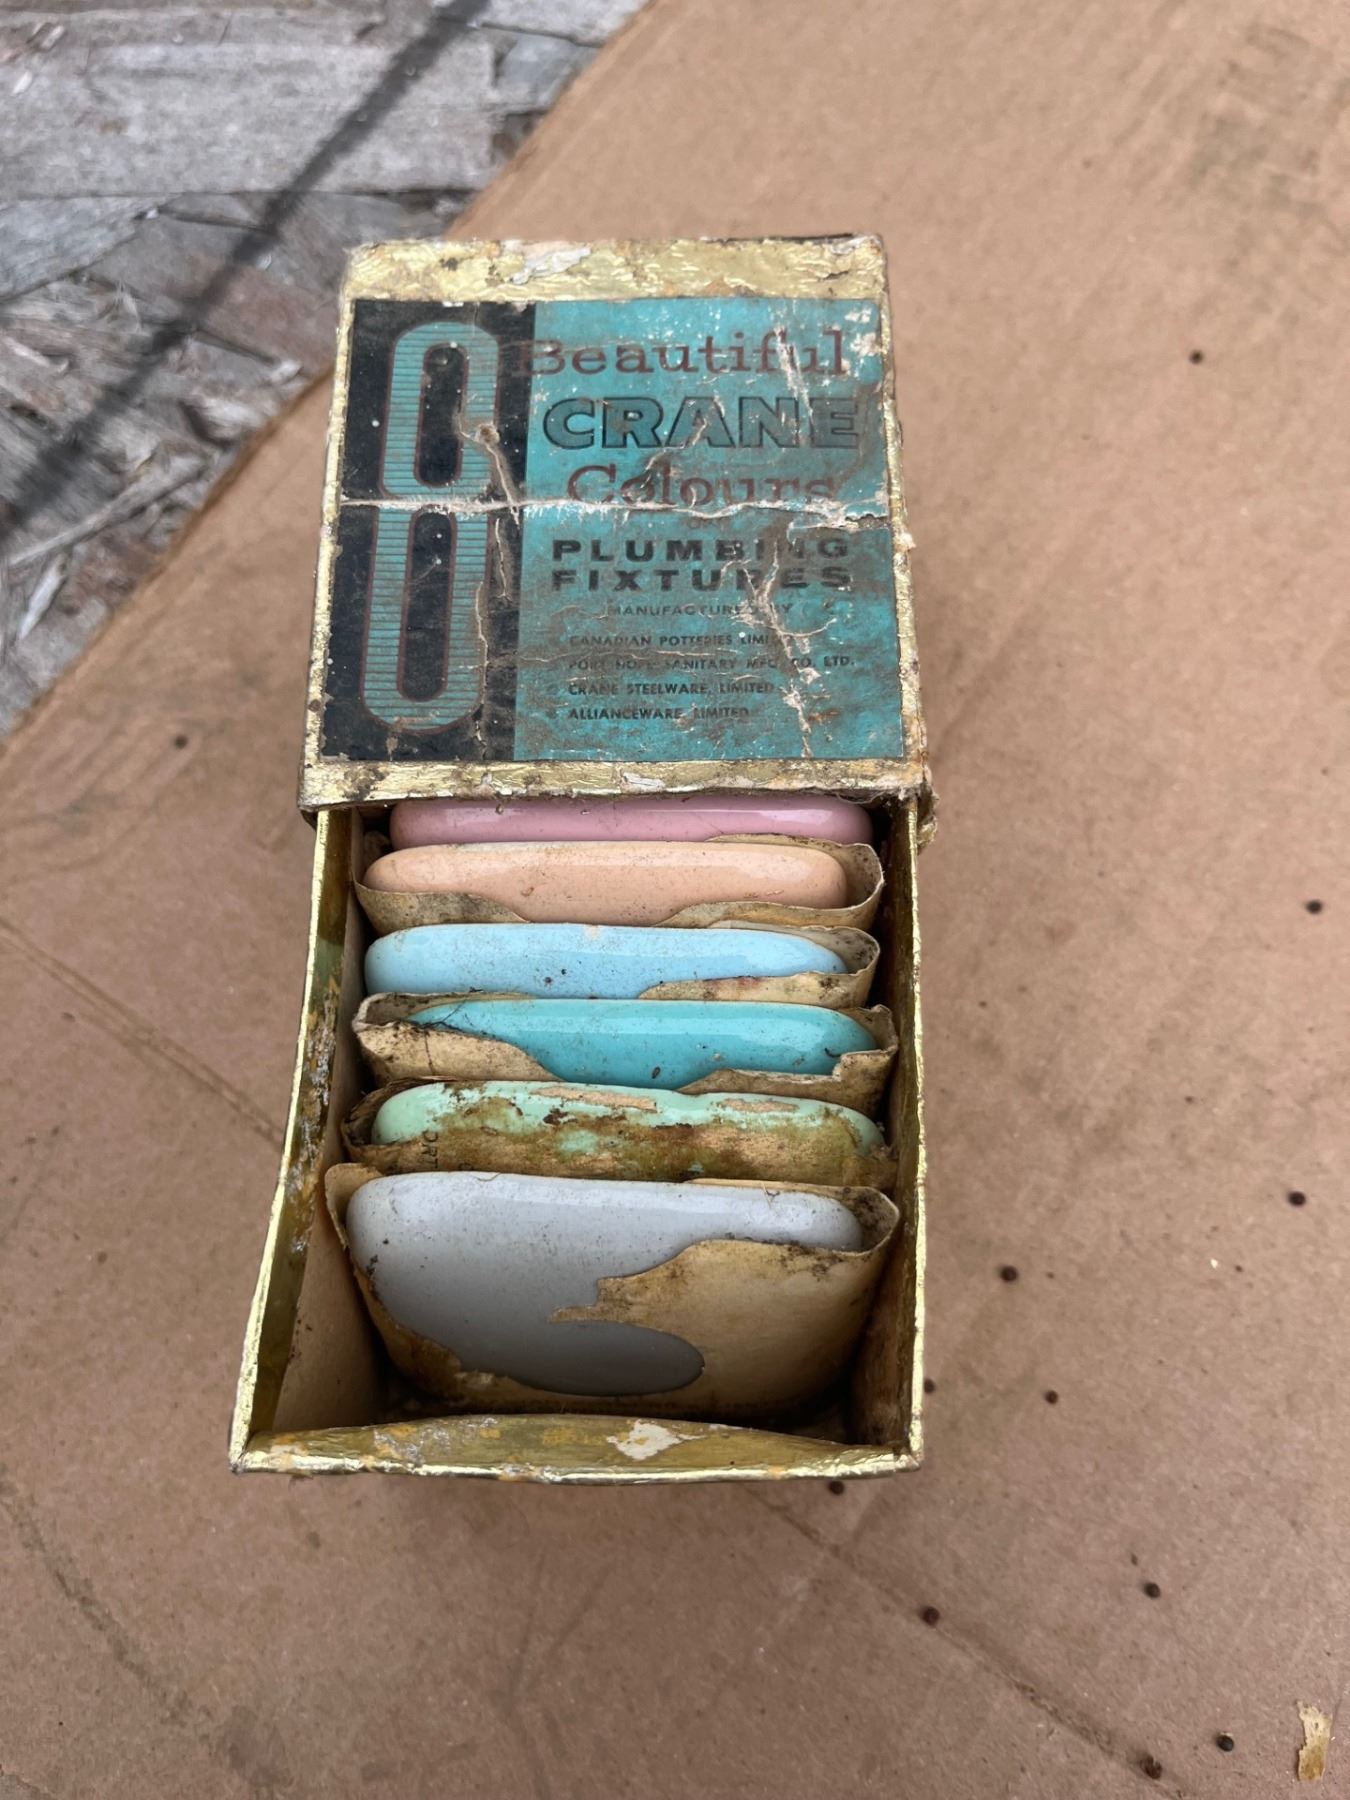 8
Beautiful
CRANE
Colours
OF
PLUMBING
FIXTURES
MANUFACTURED BY
CANADIAN POTTERIES LIMITED
PORT HOPE SANITARY MFG. CO. LTD.
CRANE STEELWARE, LIMITED
ALLIANCEWARE, LIMITED